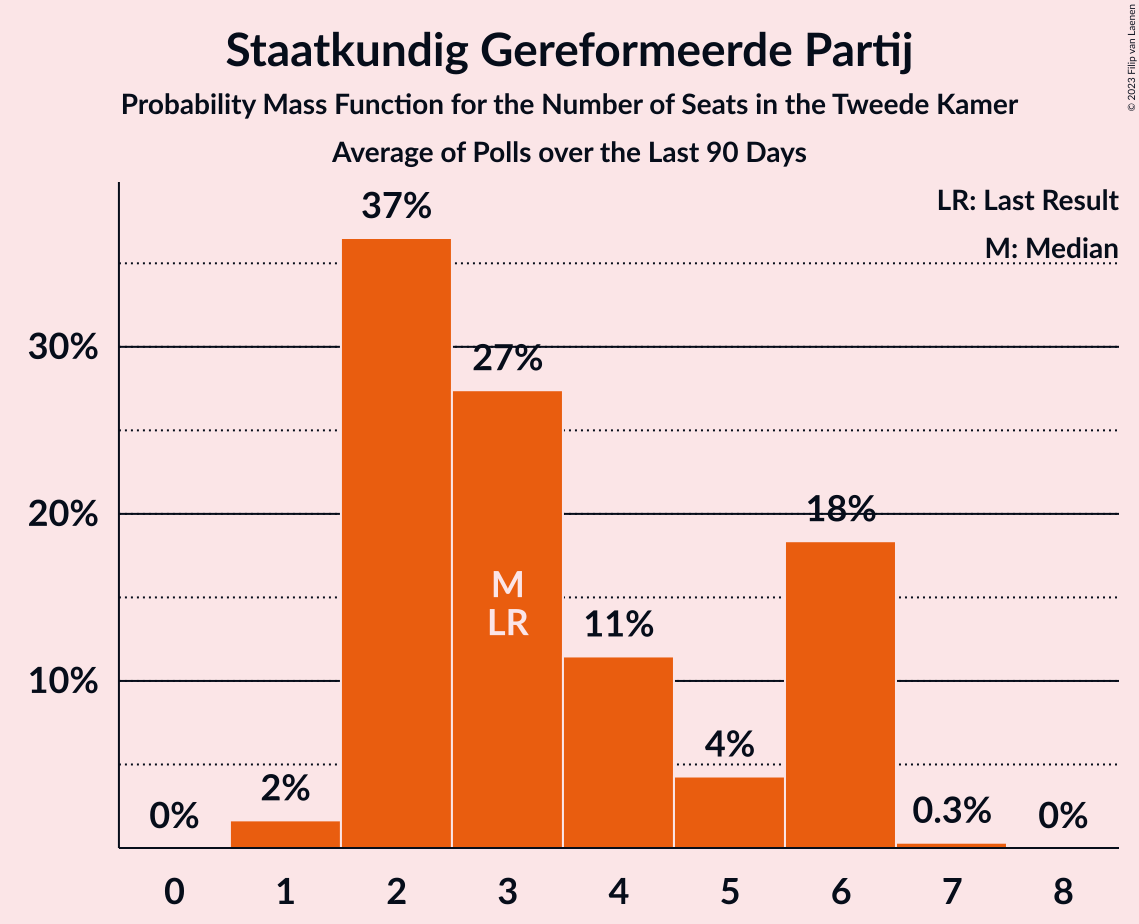 Staatkundig Gereformeerde Partij
Probability Mass Function for the Number of Seats in the Tweede Kamer
Average of Polls over the Last 90 Days
© 2023 Filip van Laenen
LR: Last Result
M: Median
37%
30%
27%
20%
18%
M
LR
11%
10%
4%
2%
0%
0.3%
0%
0 1 2 3 4 5 6 7 8